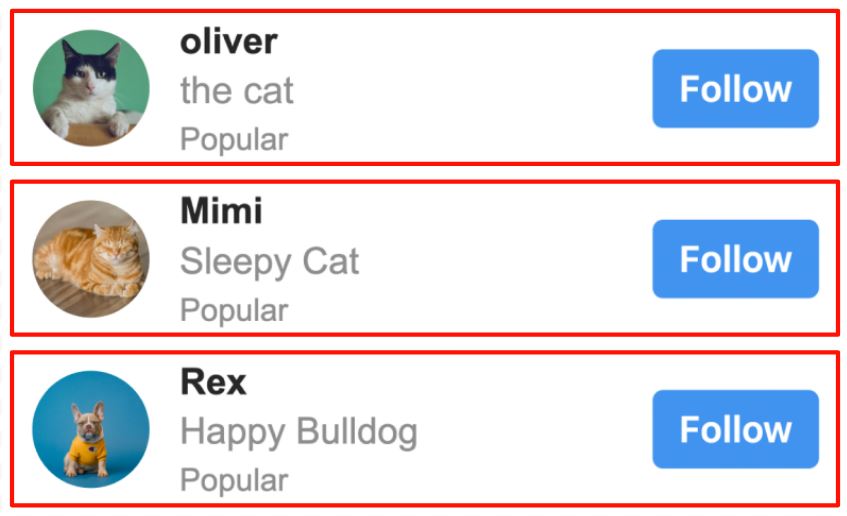 oliver
the cat
Popular
Follow
Mimi
Sleepy Cat
Popular
Follow
Rex
Happy Bulldog
Popular
Follow